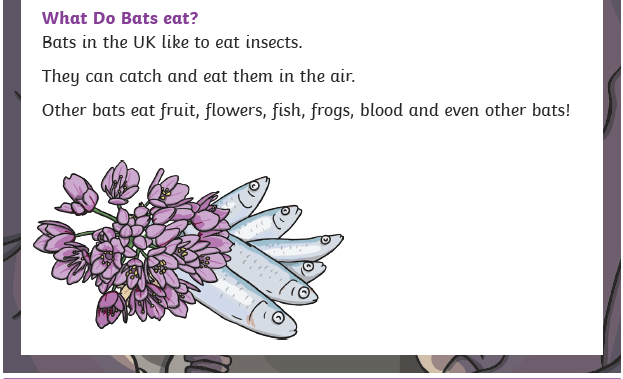 What Do Bats eat?
Bats in the UK like to eat insects.
They can catch and eat them in the air.
Other bats eat fruit, flowers, fish, frogs, blood and even other bats!